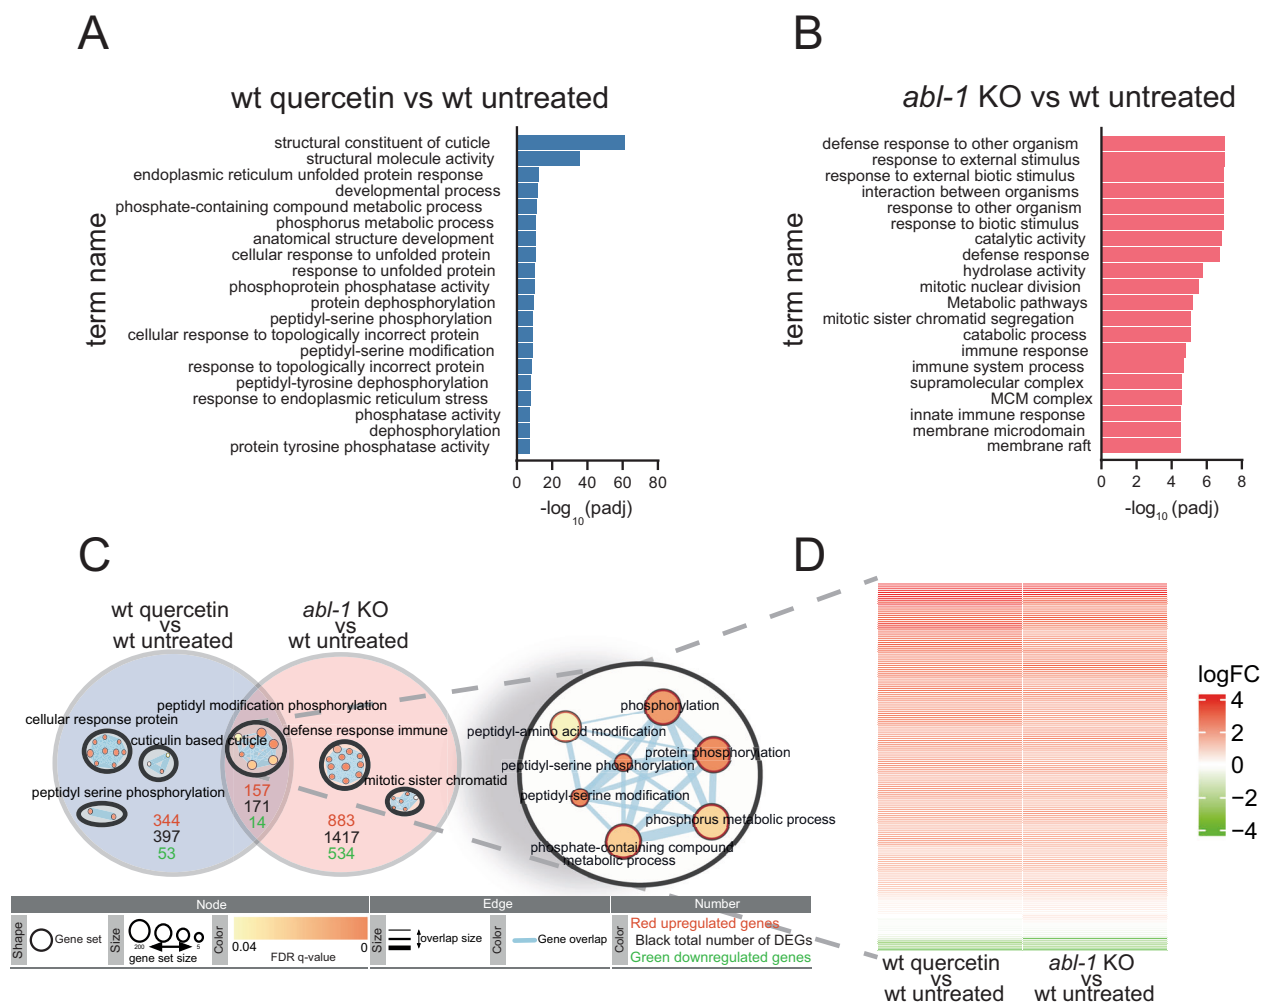 A
wt quercetin vs wt untreated
term name
structural constituent of cuticle
structural molecule activity
endoplasmic reticulum unfolded protein response
developmental process
phosphate-containing compound metabolic process
phosphorus metabolic process
anatomical structure development
cellular response to unfolded protein
response to unfolded protein
phosphoprotein phosphatase activity
protein dephosphorylation
peptidyl-serine phosphorylation
cellular response to topologically incorrect protein
peptidyl-serine modification
response to topologically incorrect protein
peptidyl-tyrosine dephosphorylation
response to endoplasmic reticulum stress
phosphatase activity
dephosphorylation
protein tyrosine phosphatase activity
0 20 40 60 80
-log10(padj)
B
abl-1 KO vs wt untreated
term name
defense response to other organism
response to external stimulus
response to external biotic stimulus
interaction between organisms
response to other organism
response to biotic stimulus
catalytic activity
defense response
hydrolase activity
mitotic nuclear division
Metabolic pathways
mitotic sister chromatid segregation
catabolic process
immune response
immune system process
supramolecular complex
MCM complex
innate immune response
membrane microdomain
membrane raft
0 2 4 6 8
-log10(padj)
C
wt quercetin
vs
wt untreated
abl-1 KO
vs
wt untreated
peptidyl modification phosphorylation
cellular response protein
cuticulin based cuticle
defense response immune
mitotic sister chromatid
peptidyl serine phosphorylation
344
397
53
157
171
14
883
1417
534
phosphorylation
peptidyl-amino acid modification
protein phosphorylation
peptidyl-serine phosphorylation
peptidyl-serine modification
phosphorus metabolic process
phosphate-containing compound
metabolic process
Node
Edge
Number
Shape
Gene set
Size
200
5
gene set size
Color
0.04
0
FDR q-value
Size
overlap size
Color
Gene overlap
Color
Red upregulated genes
Black total number of DEGs
Green downregulated genes
D
logFC
4
2
0
−2
−4
wt quercetin
vs
wt untreated
abl-1 KO
vs
wt untreated